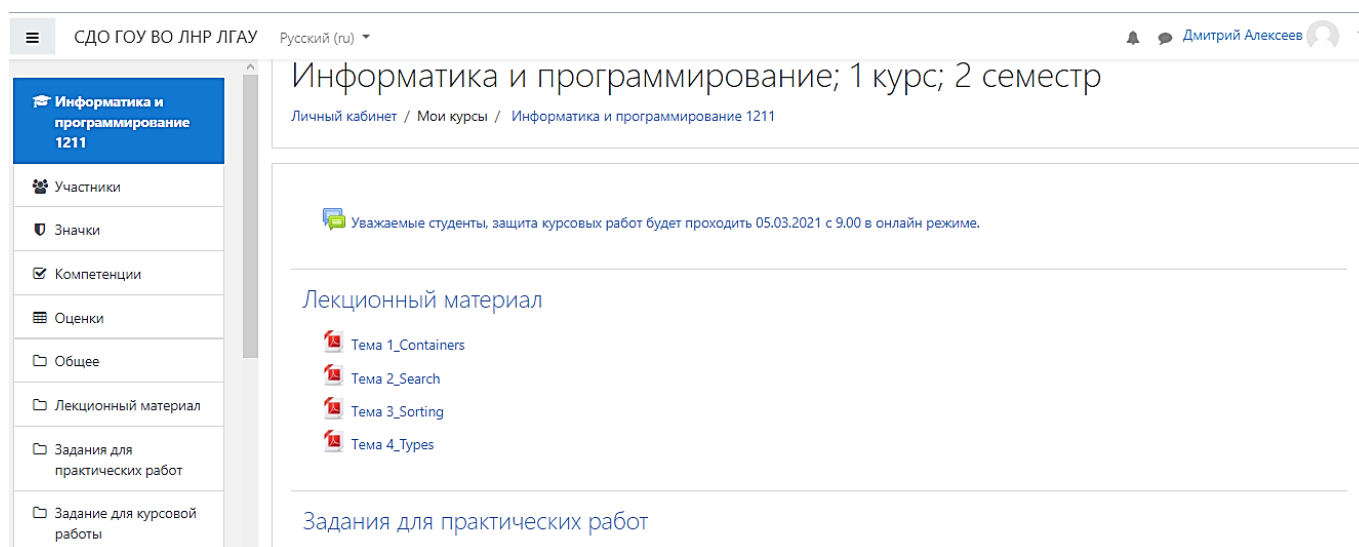 СДО ГОУ ВО ЛНР ЛГАУ Русский (ru) Дмитрий Алексеев
Информатика и
программирование
1211
Участники
Значки
Компетенции
Оценки
Общее
Лекционный материал
Задания для
практических работ
Задание для курсовой
работы
Информатика и программирование; 1 курс; 2 семестр
Личный кабинет / Мои курсы / Информатика и программирование 1211
Уважаемые студенты, защита курсовых работ будет проходить 05.03.2021 с 9.00 в онлайн режиме.
Лекционный материал
Тема 1_Containers
Тема 2_Search
Тема 3_Sorting
Тема 4_Types
Задания для практических работ